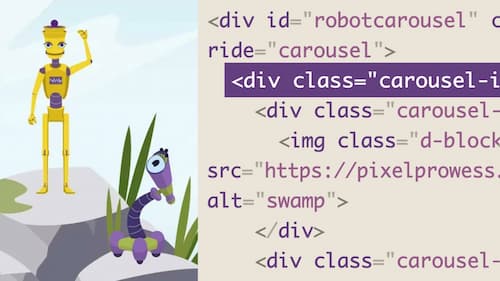 <div id="robotcarousel" c
ride="carousel">
<div class="carousel-i
<div class="carousel-
<img class="d-block
src="https://pixelprowess.
alt="swamp">
</div>
<div class="carousel-